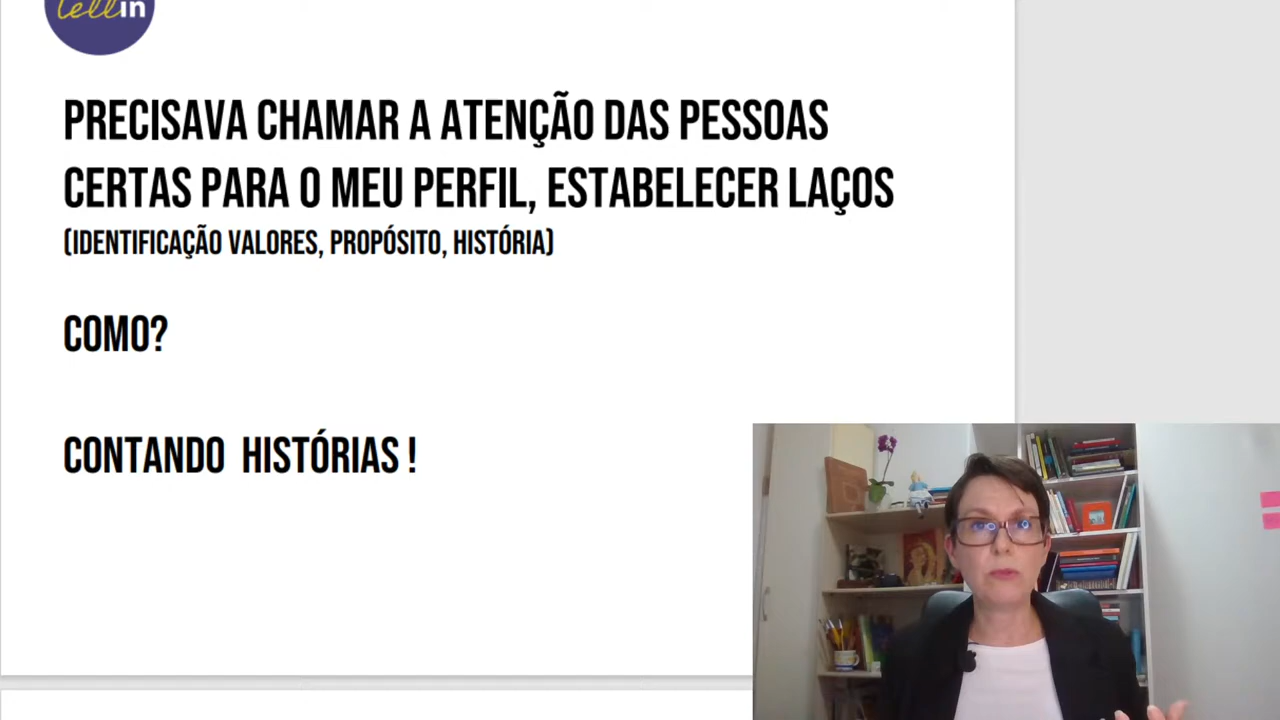 tellin
PRECISAVA CHAMAR A ATENÇÃO DAS PESSOAS
CERTAS PARA O MEU PERFIL, ESTABELECER LAÇOS
(IDENTIFICAÇÃO VALORES, PROPÓSITO, HISTÓRIA)
COMO?
CONTANDO HISTÓRIAS !